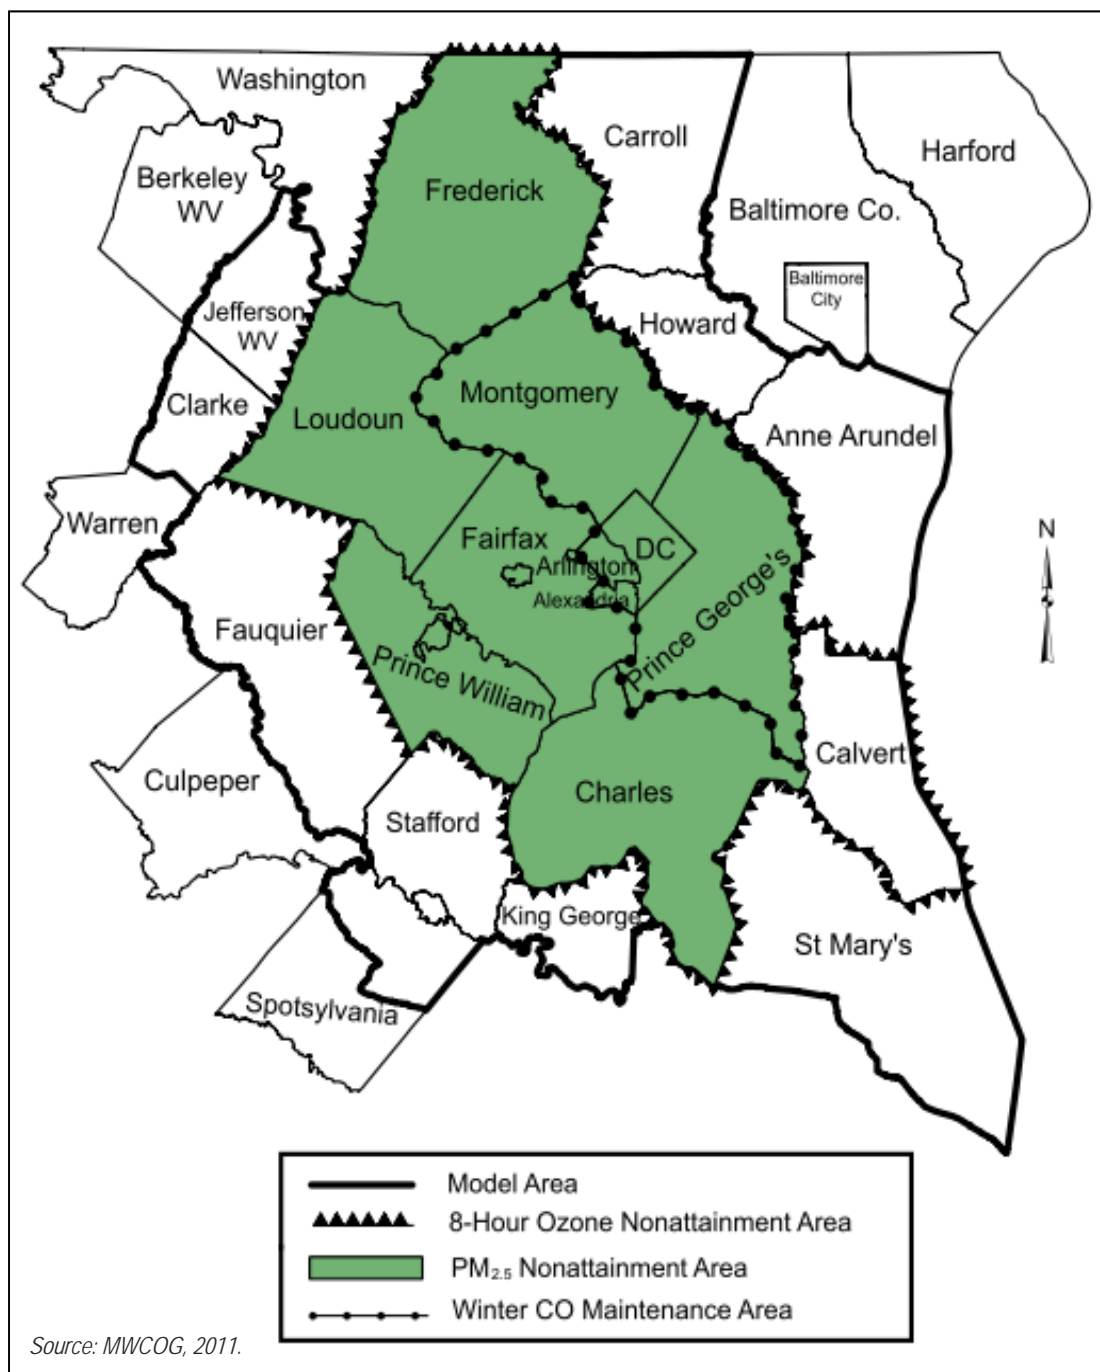 Washington
Carroll
Harford
Berkeley
WV
Frederick
Baltimore Co.
Baltimore
City
Jefferson
WV
Howard
Montgomery
Clarke
Loudoun
Anne Arundel
Warren
Fairfax
DC
Arlington
Alexandria
Prince George's
Fauquier
Prince William
Calvert
Culpeper
Charles
Stafford
King George
St Mary's
Spotsylvania
N
Model Area
8-Hour Ozone Nonattainment Area
PM2.5 Nonattainment Area
Winter CO Maintenance Area
Source: MWCOG, 2011.